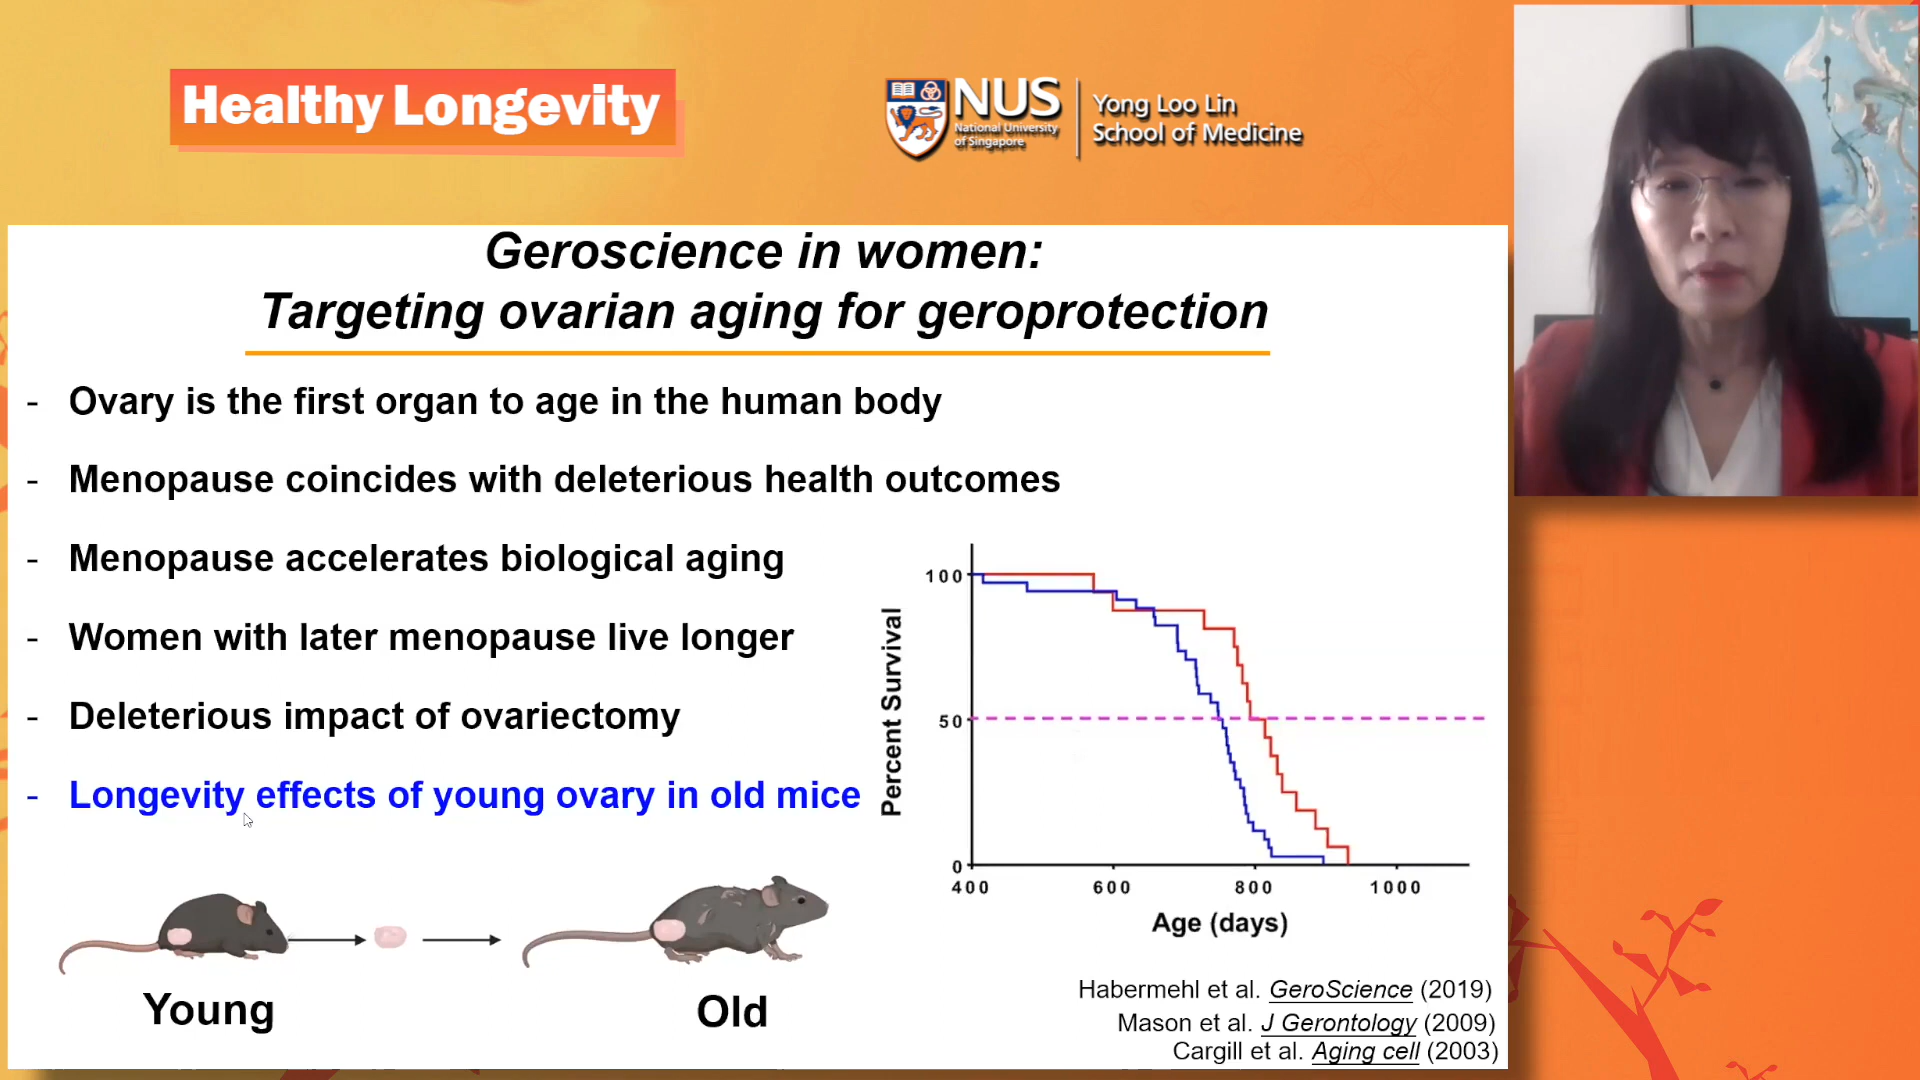 Healthy Longevity
NUS
National University
of Singapore
Yong Loo Lin
School of Medicine
Geroscience in women:
Targeting ovarian aging for geroprotection
- Ovary is the first organ to age in the human body
- Menopause coincides with deleterious health outcomes
- Menopause accelerates biological aging
- Women with later menopause live longer
- Deleterious impact of ovariectomy
- Longevity effects of young ovary in old mice
Percent Survival
100
50
0
400 600 800 1000
Age (days)
Young
Old
Habermehl et al. GeroScience (2019)
Mason et al. J Gerontology (2009)
Cargill et al. Aging cell (2003)